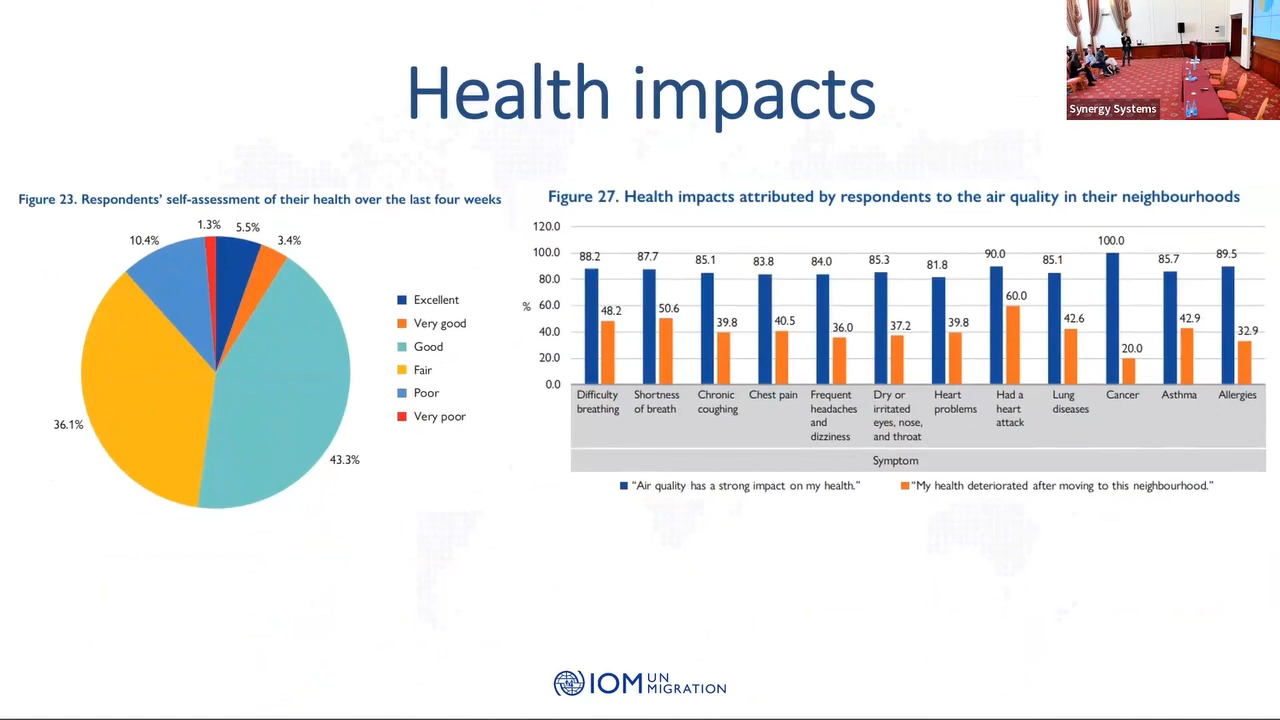 Health impacts
Synergy Systems
Figure 23. Respondents’ self-assessment of their health over the last four weeks
1.3%
5.5%
10.4%
3.4%
36.1%
43.3%
Excellent
Very good
Good
Fair
Poor
Very poor
Figure 27. Health impacts attributed by respondents to the air quality in their neighbourhoods
%
120.0
100.0
80.0
60.0
40.0
20.0
0.0
88.2
48.2
87.7
50.6
85.1
39.8
83.8
40.5
84.0
36.0
85.3
37.2
81.8
39.8
90.0
60.0
85.1
42.6
100.0
20.0
85.7
42.9
89.5
32.9
Difficulty
breathing
Shortness
of breath
Chronic
coughing
Chest pain
Frequent
headaches
and
dizziness
Dry or
irritated
eyes, nose,
and throat
Heart
problems
Had a
heart
attack
Lung
diseases
Cancer
Asthma
Allergies
Symptom
“Air quality has a strong impact on my health.”
“My health deteriorated after moving to this neighbourhood.”
IOM UN
MIGRATION